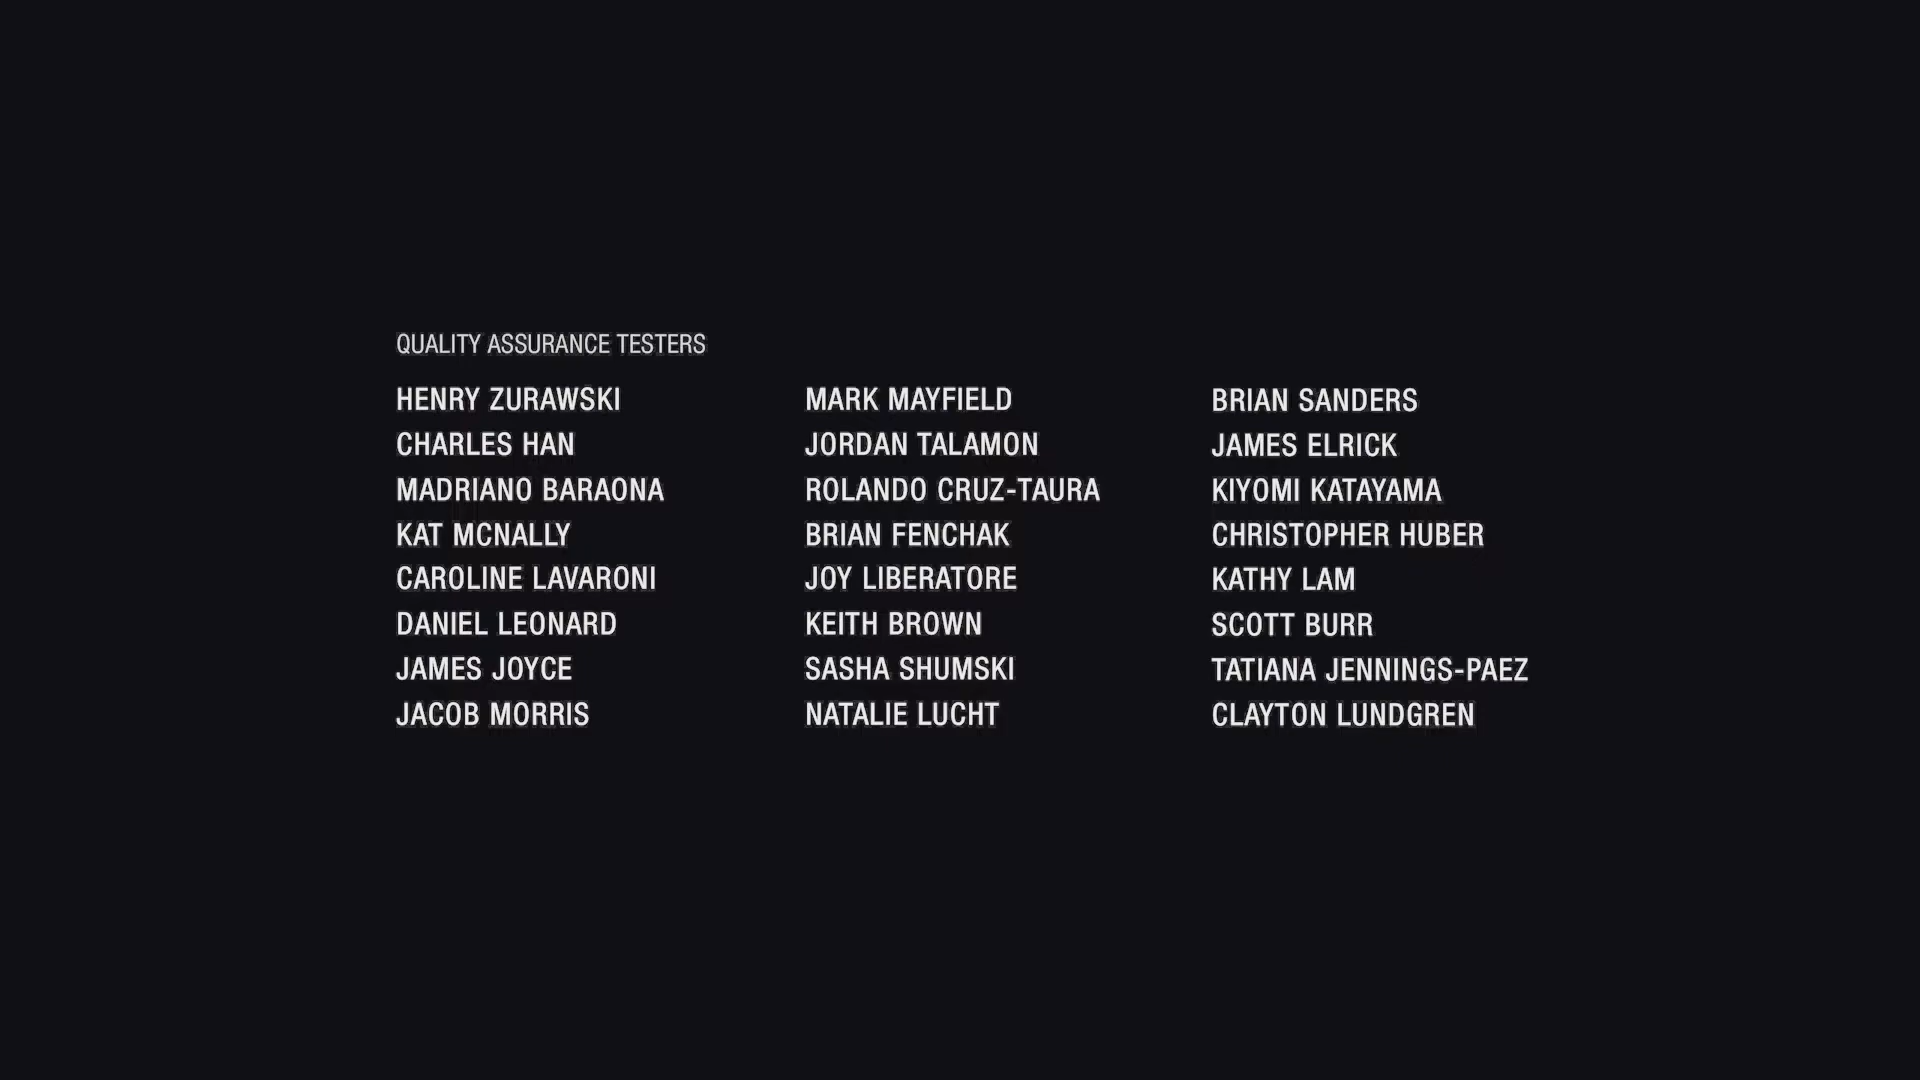 QUALITY ASSURANCE TESTERS
HENRY ZURAWSKI
CHARLES HAN
MADRIANO BARAONA
KAT MCNALLY
CAROLINE LAVARONI
DANIEL LEONARD
JAMES JOYCE
JACOB MORRIS
MARK MAYFIELD
JORDAN TALAMON
ROLANDO CRUZ-TAURA
BRIAN FENCHAK
JOY LIBERATORE
KEITH BROWN
SASHA SHUMSKI
NATALIE LUCHT
BRIAN SANDERS
JAMES ELRICK
KIYOMI KATAYAMA
CHRISTOPHER HUBER
KATHY LAM
SCOTT BURR
TATIANA JENNINGS-PAEZ
CLAYTON LUNDGREN